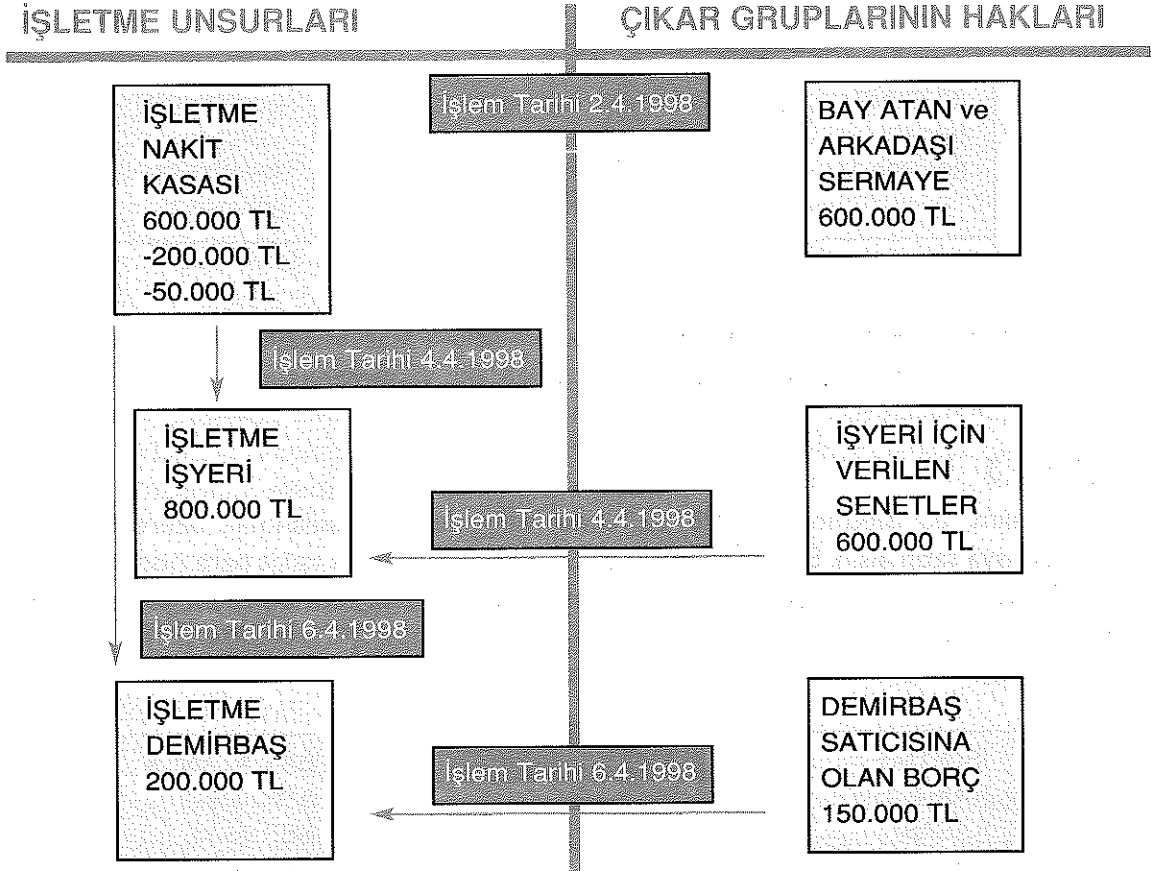 İŞLETME UNSURLARI
ÇIKAR GRUPLARININ HAKLARI
İşlem Tarihi 2.4.1998
İŞLETME
NAKİT
KASASI
600.000 TL
-200.000 TL
-50.000 TL
BAY ATAN ve
ARKADAŞI
SERMAYE
600.000 TL
İşlem Tarihi 4.4.1998
İŞLETME
İŞYERİ
800.000 TL
İşlem Tarihi 4.4.1998
İŞYERİ İÇİN
VERİLEN
SENETLER
600.000 TL
İşlem Tarihi 6.4.1998
İŞLETME
DEMİRBAŞ
200.000 TL
İşlem Tarihi 6.4.1998
DEMİRBAŞ
SATICISINA
OLAN BORÇ
150.000 TL